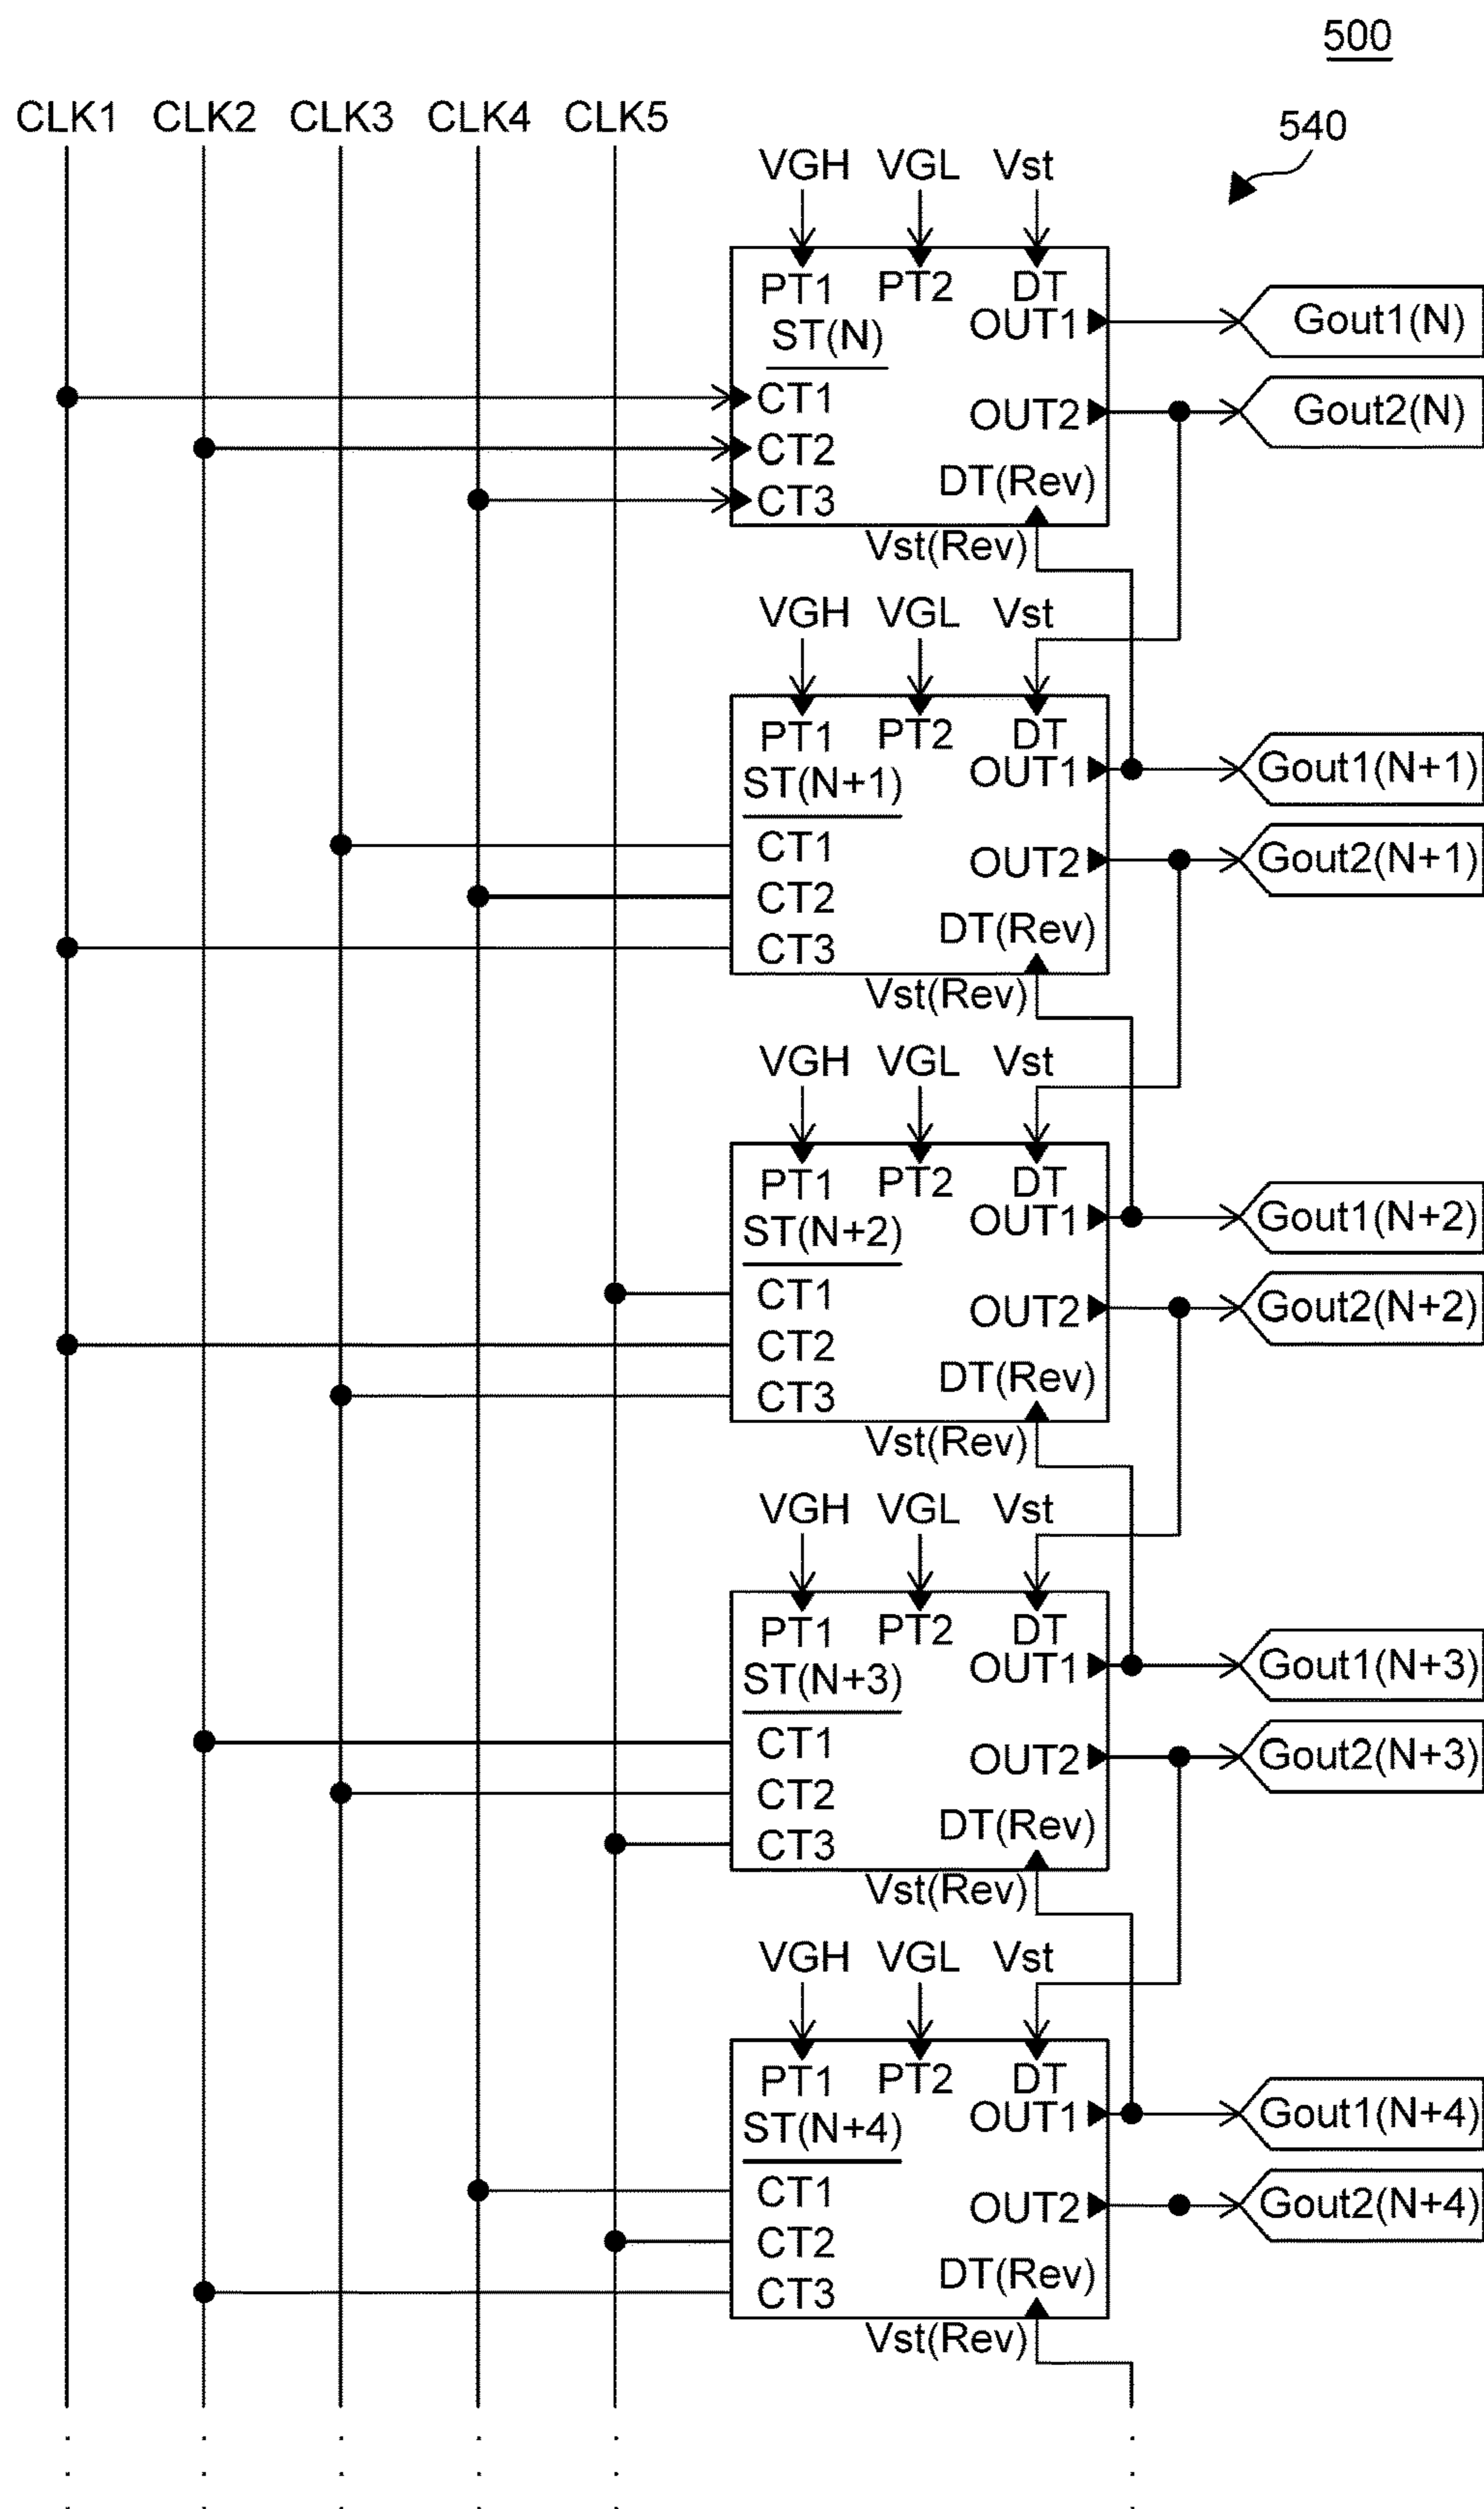 500
CLK1 CLK2 CLK3 CLK4 CLK5
540
VGH VGL Vst
PT1 PT2 DT
OUT1
Gout1(N)
ST(N)
CT1
OUT2
Gout2(N)
CT2
DT(Rev)
CT3
Vst(Rev)
VGH VGL Vst
PT1 PT2 DT
OUT1
Gout1(N+1)
ST(N+1)
CT1
OUT2
Gout2(N+1)
CT2
DT(Rev)
CT3
Vst(Rev)
VGH VGL Vst
PT1 PT2 DT
OUT1
Gout1(N+2)
ST(N+2)
CT1
OUT2
Gout2(N+2)
CT2
DT(Rev)
CT3
Vst(Rev)
VGH VGL Vst
PT1 PT2 DT
OUT1
Gout1(N+3)
ST(N+3)
CT1
OUT2
Gout2(N+3)
CT2
DT(Rev)
CT3
Vst(Rev)
VGH VGL Vst
PT1 PT2 DT
OUT1
Gout1(N+4)
ST(N+4)
CT1
OUT2
Gout2(N+4)
CT2
DT(Rev)
CT3
Vst(Rev)